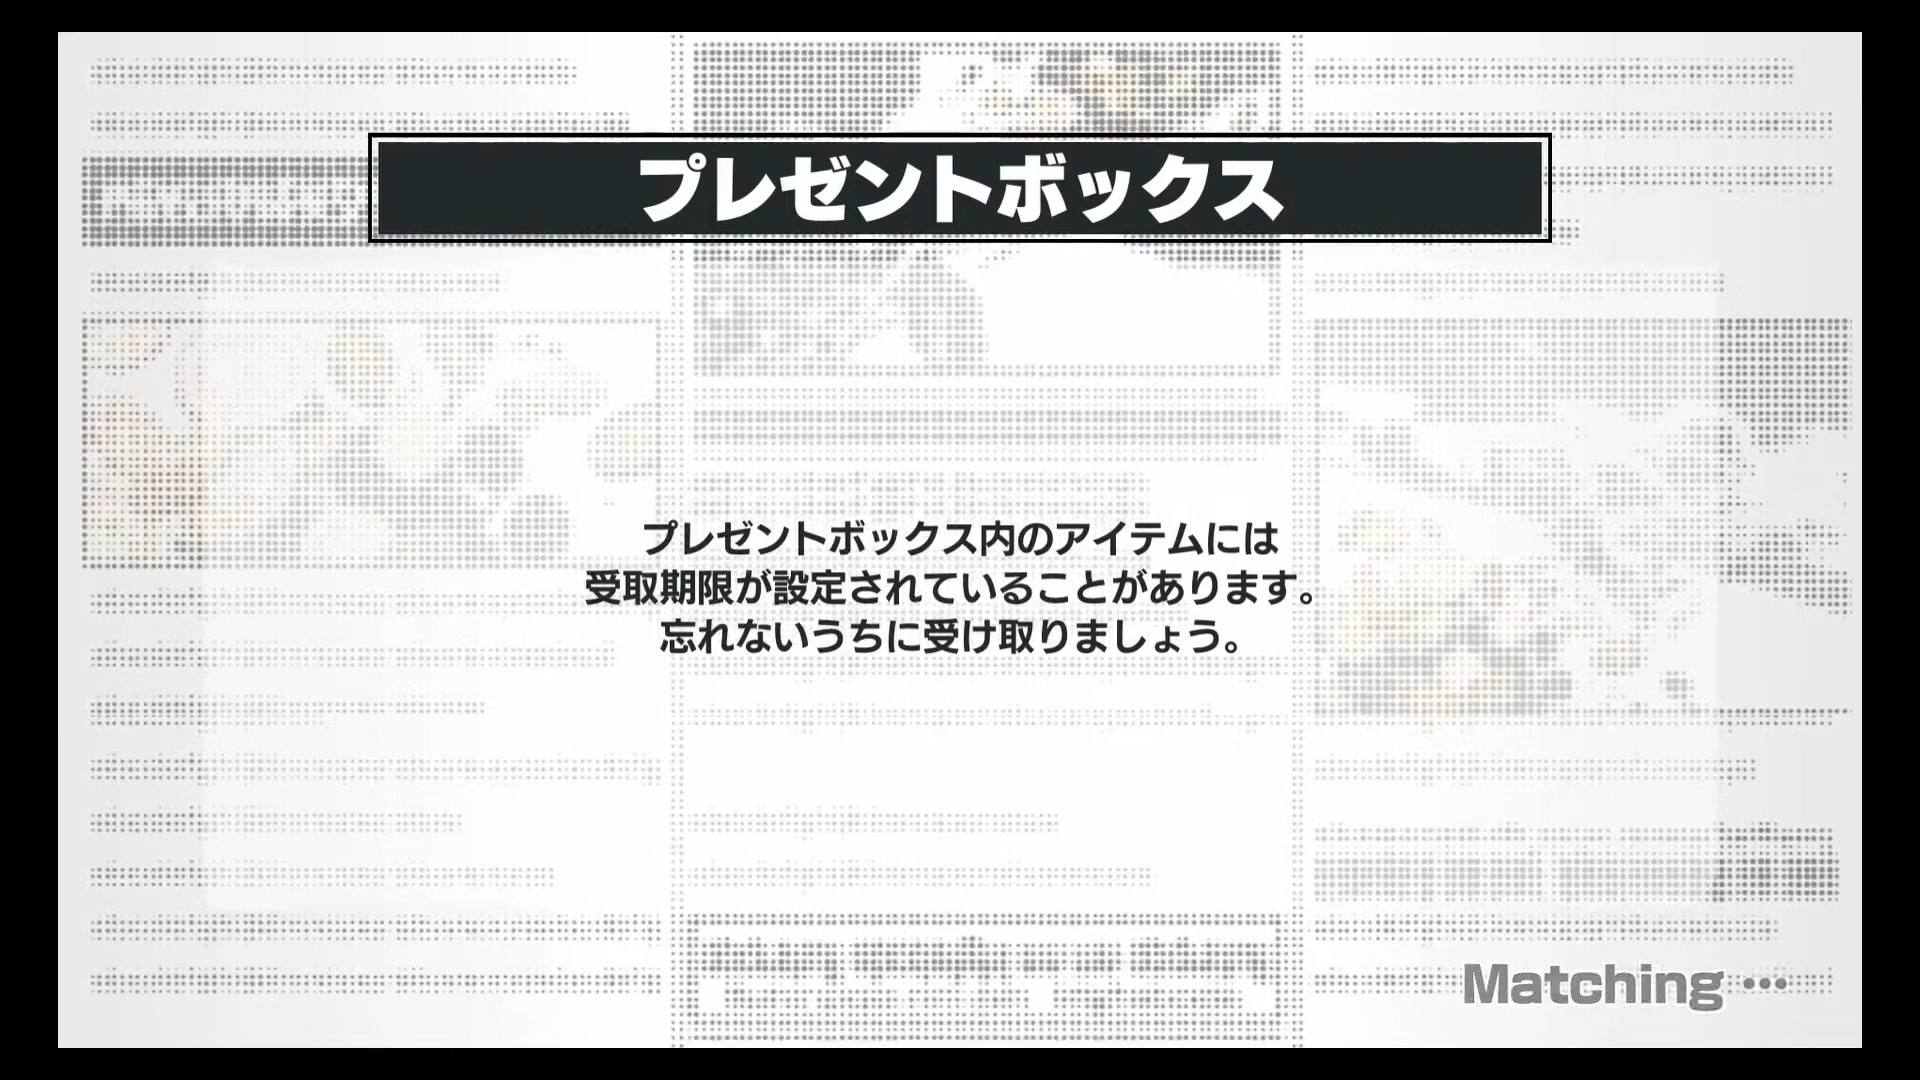 プレゼントボックス
プレゼントボックス内のアイテムには
受取期限が設定されていることがあります。
忘れないうちに受け取りましょう。
Matching ...